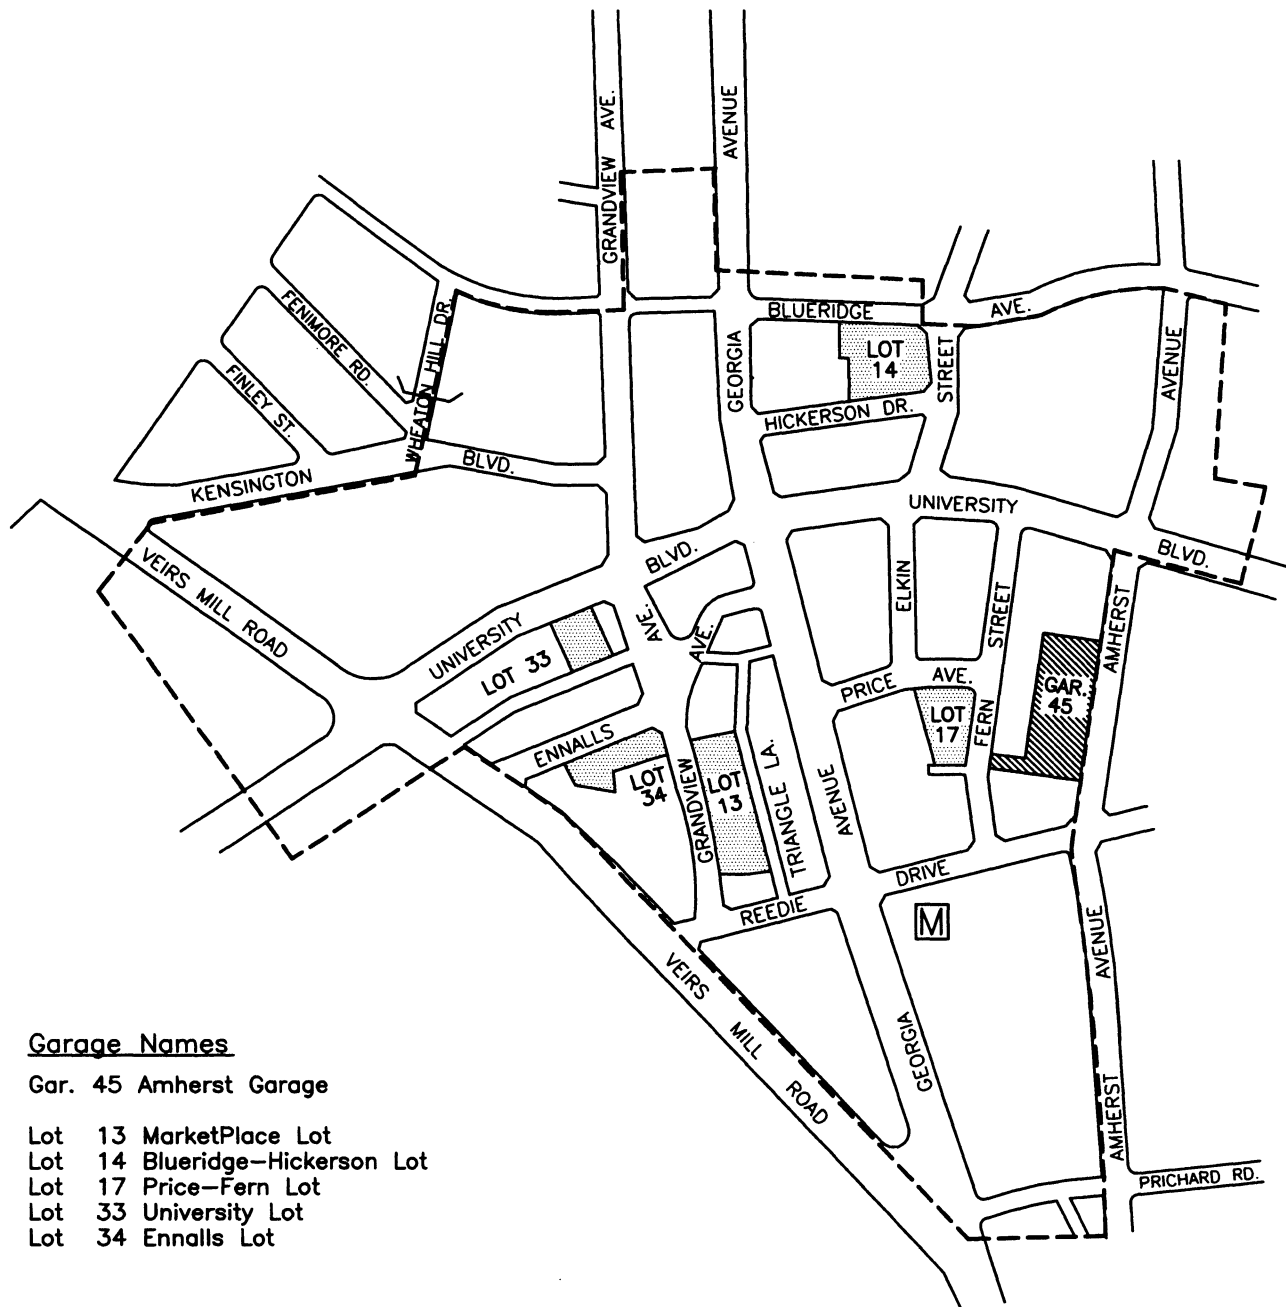 GRANDVIEW AVE.
AVENUE
BLUERIDGE
AVE.
FENIMORE RD.
WHEATON HILL DR.
FINLEY ST.
GEORGIA
LOT
14
STREET
AVENUE
HICKERSON DR.
KENSINGTON
BLVD.
UNIVERSITY
BLVD.
BLVD.
VEIRS MILL ROAD
UNIVERSITY
AVE.
AVE.
ELKIN
STREET
AMHERST
LOT 33
PRICE
AVE.
GAR.
45
LOT
17
FERN
ENNALLS
LOT
34
GRANDVIEW
LOT
13
TRIANGLE LA.
AVENUE
DRIVE
REEDIE
M
AVENUE
VEIRS
MILL
ROAD
GEORGIA
AMHERST
PRICHARD RD.
Garage Names
Gar. 45 Amherst Garage
Lot 13 MarketPlace Lot
Lot 14 Blueridge–Hickerson Lot
Lot 17 Price–Fern Lot
Lot 33 University Lot
Lot 34 Ennalls Lot